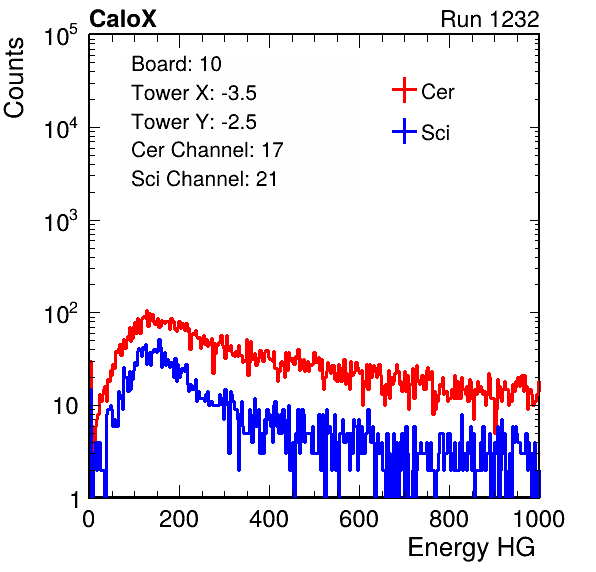 CaloX Run 1232
Counts
10^5
10^4
10^3
10^2
10
1
Board: 10
Tower X: -3.5
Tower Y: -2.5
Cer Channel: 17
Sci Channel: 21
Cer
Sci
0 200 400 600 800 1000
Energy HG